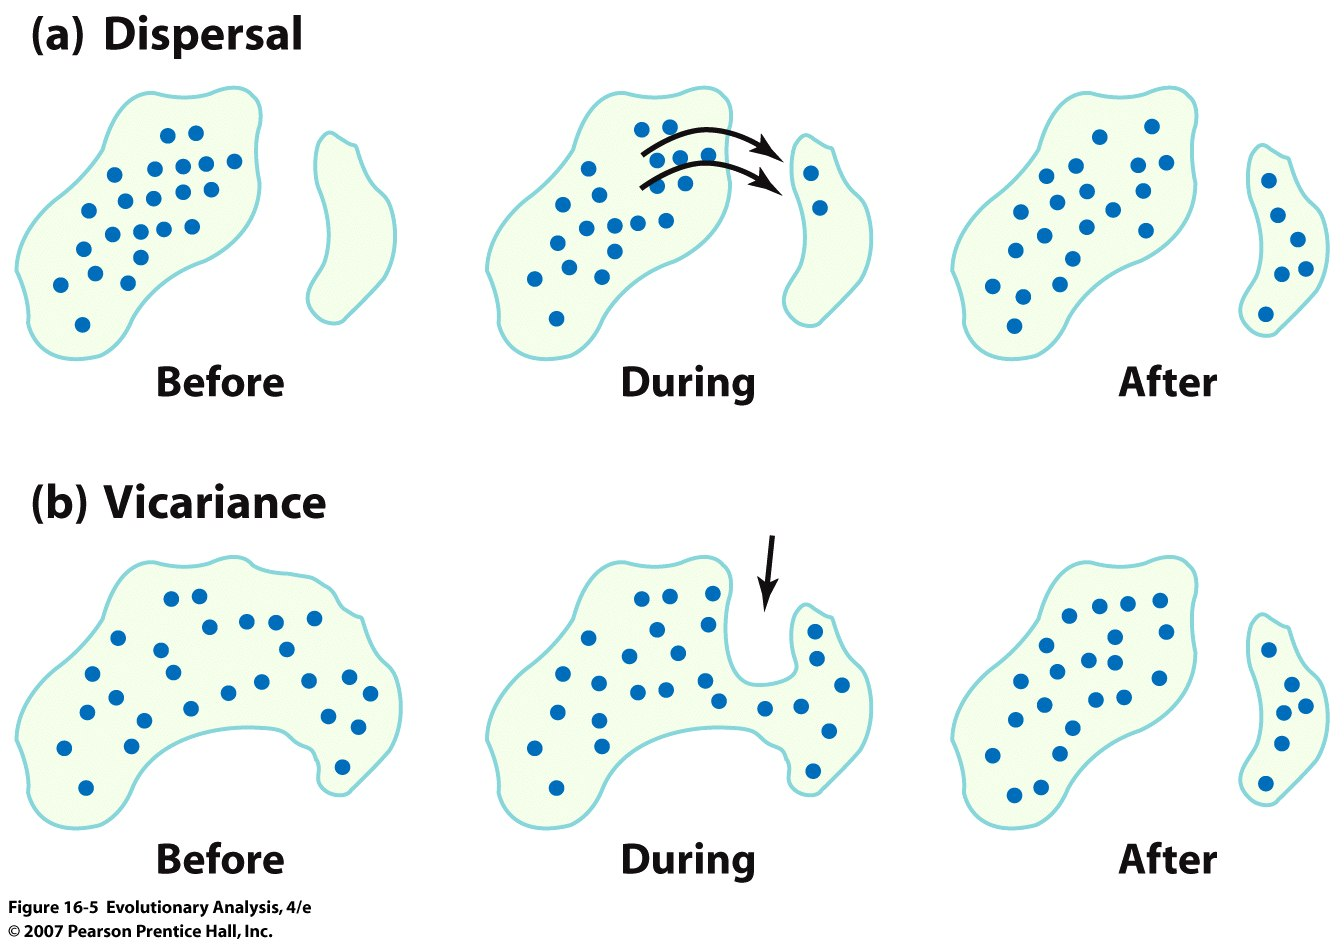 (a) Dispersal
Before
During
After
(b) Vicariance
Before
During
After
Figure 16-5 Evolutionary Analysis, 4/e
© 2007 Pearson Prentice Hall, Inc.